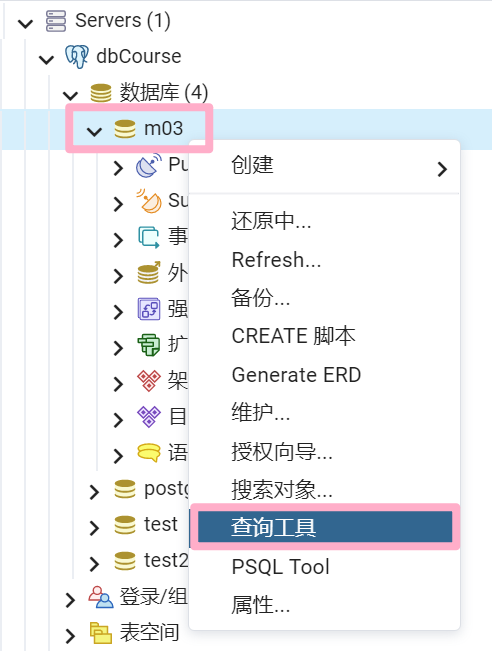 Servers (1)
dbCourse
数据库 (4)
m03
Pu
Su
事
外
强
扩
架
目
语
postg
test
test2
登录/组
表空间
创建
还原中...
Refresh...
备份...
CREATE 脚本
Generate ERD
维护...
授权向导...
搜索对象...
查询工具
PSQL Tool
属性...